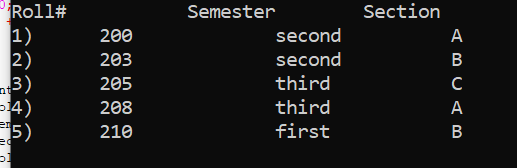 Roll# Semester Section
1) 200 second A
2) 203 second B
3) 205 third C
4) 208 third A
5) 210 first B